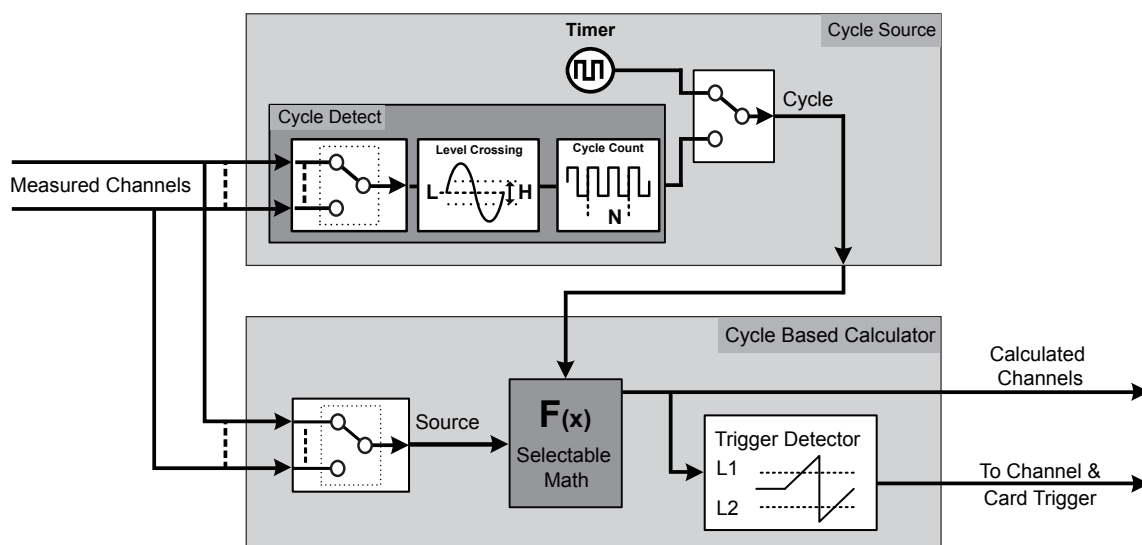 Cycle Source
Timer
Cycle
Cycle Detect
Level Crossing
L
H
Cycle Count
N
Measured Channels
Cycle Based Calculator
Source
F(x)
Selectable
Math
Calculated
Channels
Trigger Detector
L1
L2
To Channel &
Card Trigger